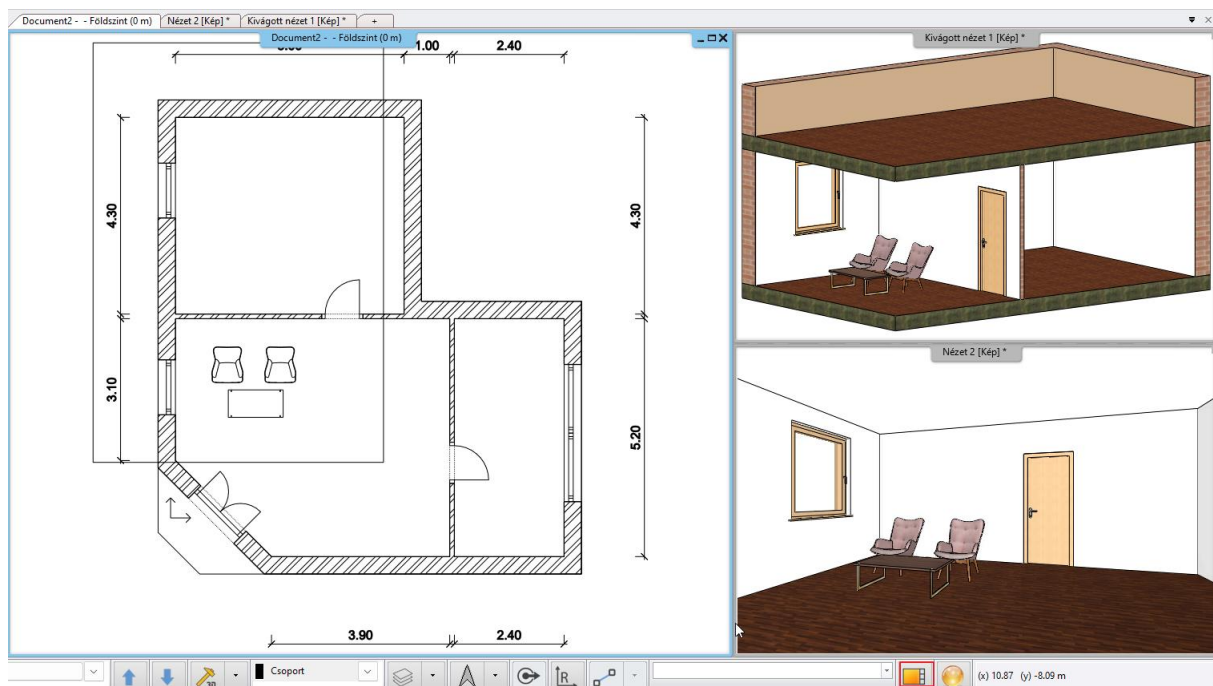 Document2 - - Földszint (0 m)
Nézet 2 [Kép] *
Kivágott nézet 1 [Kép] *
+
Document2 - - Földszint (0 m)
Kivágott nézet 1 [Kép] *
1.00
2.40
4.30
4.30
3.10
5.20
3.90
2.40
Nézet 2 [Kép] *
3D
Csoport
R
(x) 10.87 (y) -8.09 m